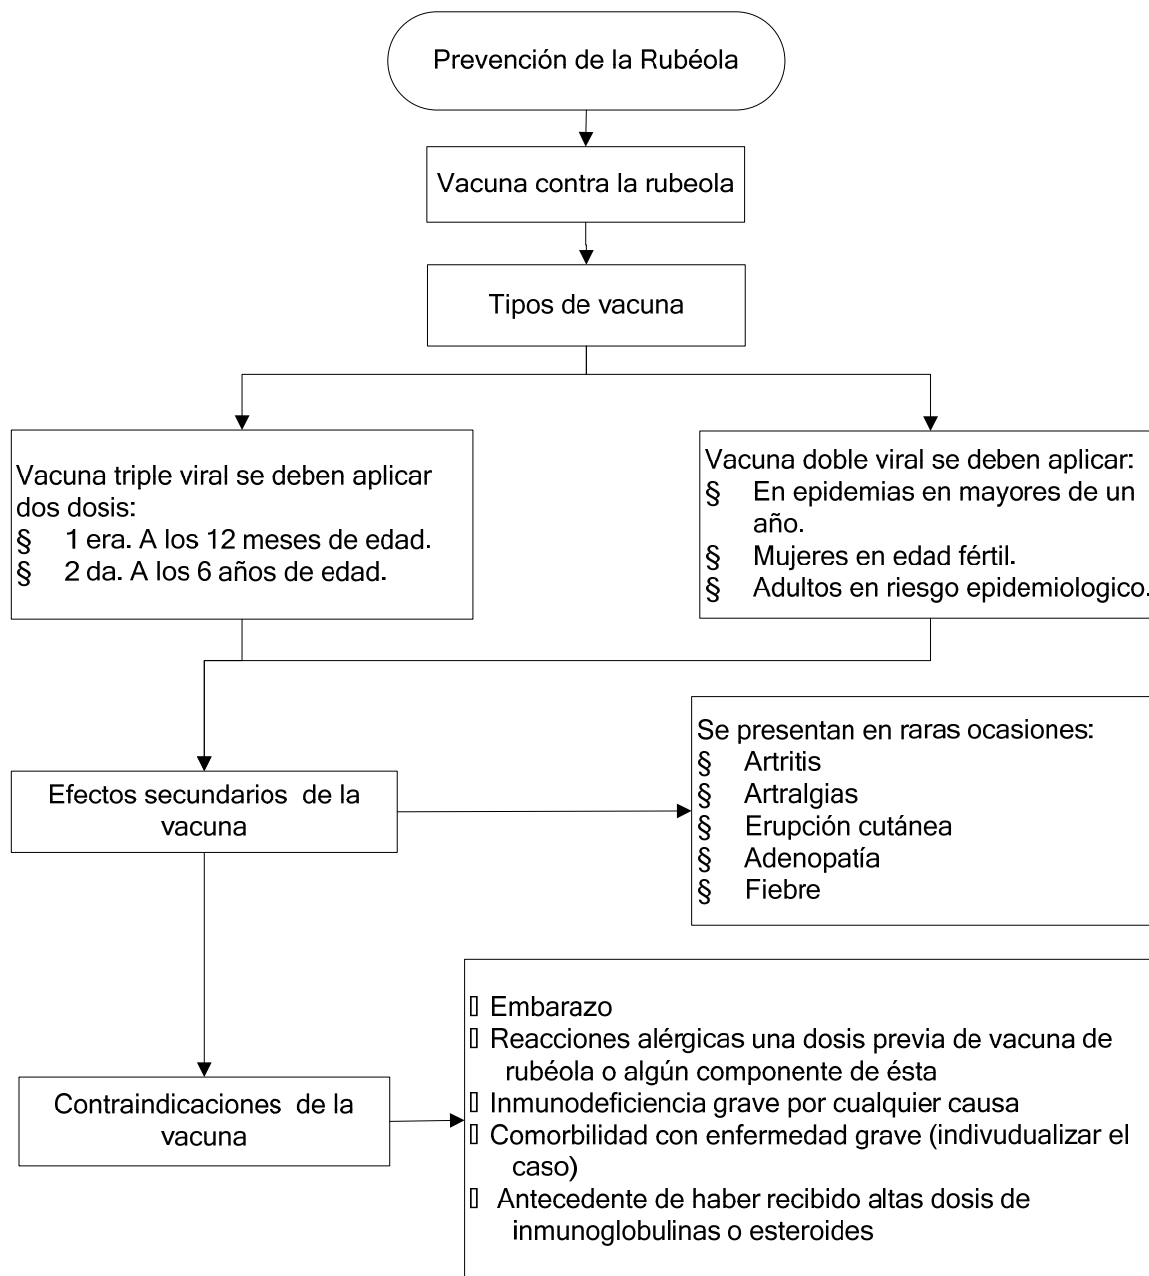 Prevención de la Rubéola
Vacuna contra la rubeola
Tipos de vacuna
Vacuna triple viral se deben aplicar
dos dosis:
§ 1 era. A los 12 meses de edad.
§ 2 da. A los 6 años de edad.
Vacuna doble viral se deben aplicar:
§ En epidemias en mayores de un
año.
§ Mujeres en edad fértil.
§ Adultos en riesgo epidemiologico.
Efectos secundarios de la
vacuna
Se presentan en raras ocasiones:
§ Artritis
§ Artralgias
§ Erupción cutánea
§ Adenopatía
§ Fiebre
Contraindicaciones de la
vacuna
▯ Embarazo
▯ Reacciones alérgicas una dosis previa de vacuna de
rubéola o algún componente de ésta
▯ Inmunodeficiencia grave por cualquier causa
▯ Comorbilidad con enfermedad grave (indivudualizar el
caso)
▯ Antecedente de haber recibido altas dosis de
inmunoglobulinas o esteroides